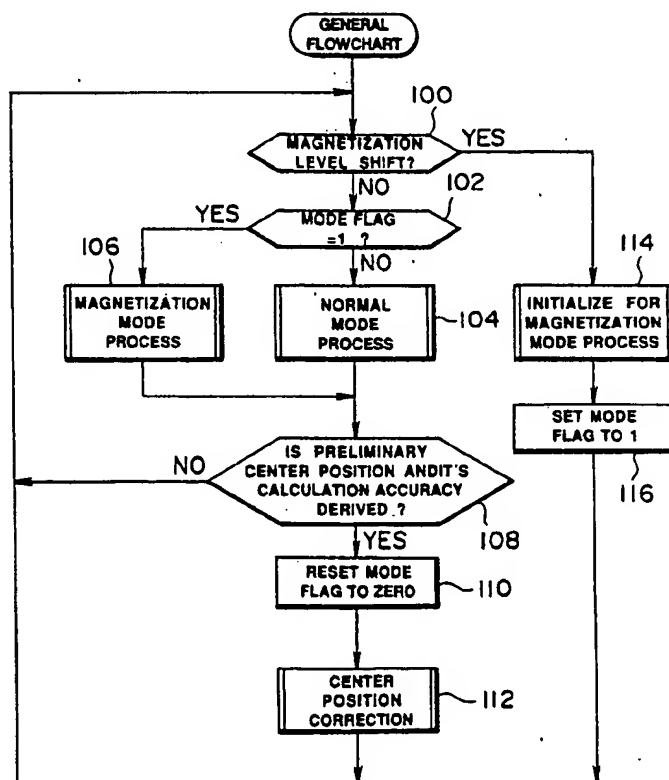 GENERAL
FLOWCHART
100
MAGNETIZATION
LEVEL SHIFT?
YES
NO
102
YES
MODE FLAG
=1 ?
NO
106
MAGNETIZATION
MODE
PROCESS
NORMAL
MODE
PROCESS
104
114
INITIALIZE FOR
MAGNETIZATION
MODE PROCESS
SET MODE
FLAG TO 1
116
NO
IS PRELIMINARY
CENTER POSITION ANDIT'S
CALCULATION ACCURACY
DERIVED ?
108
YES
RESET MODE
FLAG TO ZERO
110
CENTER
POSITION
CORRECTION
112